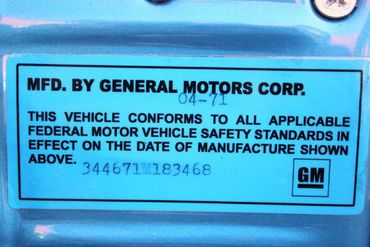 MFD. BY GENERAL MOTORS CORP.
04-71
THIS VEHICLE CONFORMS TO ALL APPLICABLE
FEDERAL MOTOR VEHICLE SAFETY STANDARDS IN
EFFECT ON THE DATE OF MANUFACTURE SHOWN
ABOVE. 344671M183468
GM